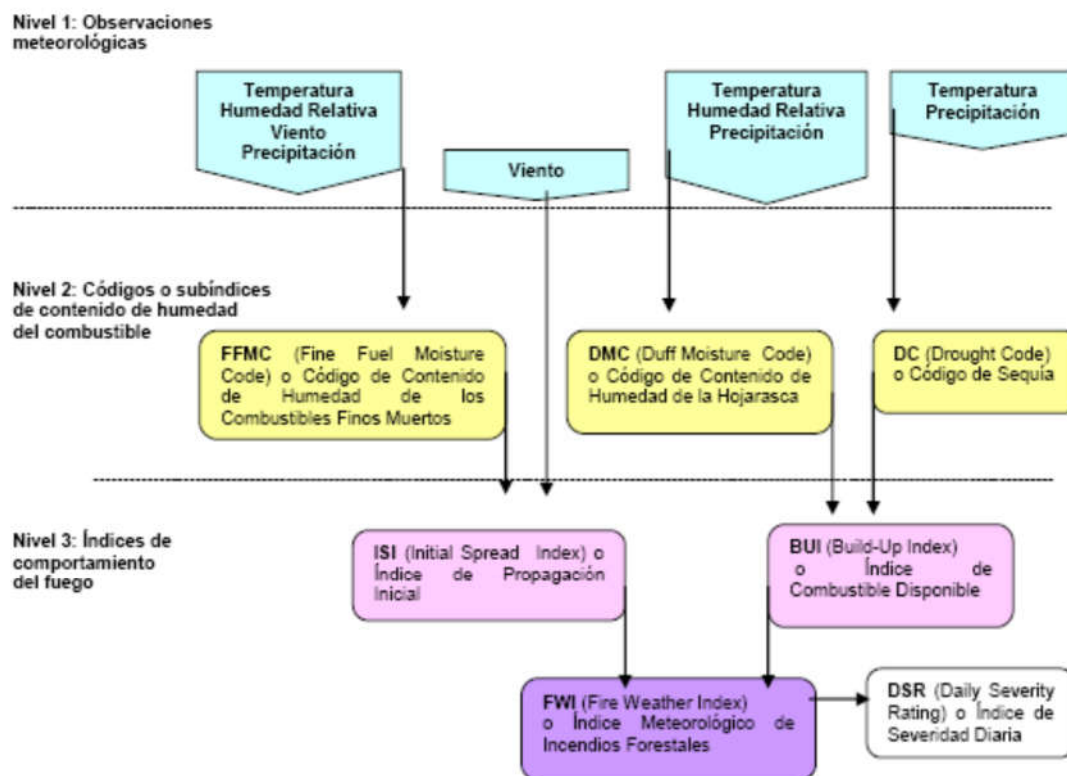 Nivel 1: Observaciones
meteorológicas
Temperatura
Humedad Relativa
Viento
Precipitación
Viento
Temperatura
Humedad Relativa
Precipitación
Temperatura
Precipitación
Nivel 2: Códigos o subíndices
de contenido de humedad
del combustible
FFMC (Fine Fuel Moisture
Code) o Código de Contenido
de Humedad de los
Combustibles Finos Muertos
DMC (Duff Moisture Code)
o Código de Contenido de
Humedad de la Hojarasca
DC (Drought Code)
o Código de Sequía
Nivel 3: Índices de
comportamiento
del fuego
ISI (Initial Spread Index) o
Índice de Propagación
Inicial
BUI (Build-Up Index)
o Índice de
Combustible Disponible
FWI (Fire Weather Index)
o Índice Meteorológico de
Incendios Forestales
DSR (Daily Severity
Rating) o Índice de
Severidad Diaria